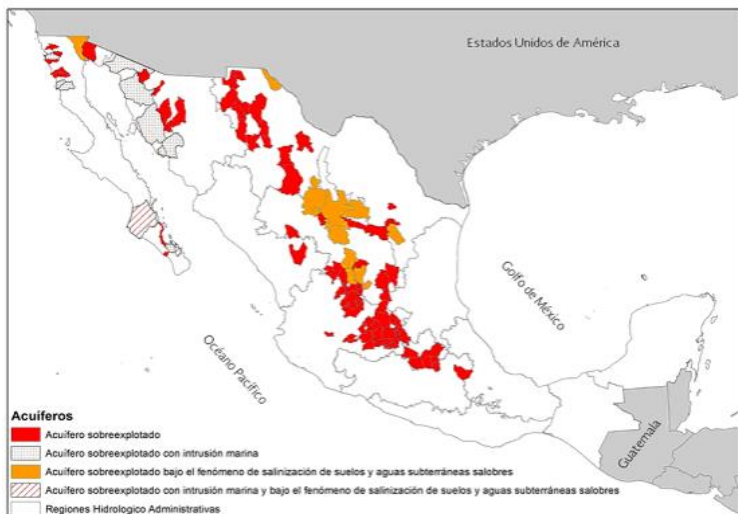 Estados Unidos de América
Golfo de México
Océano Pacífico
Guatemala
Acuíferos
Acuífero sobreexplotado
Acuífero sobreexplotado con intrusión marina
Acuífero sobreexplotado bajo el fenómeno de salinización de suelos y aguas subterráneas salobres
Acuífero sobreexplotado con intrusión marina y bajo el fenómeno de salinización de suelos y aguas subterráneas salobres
Regiones Hidrologico Administrativas